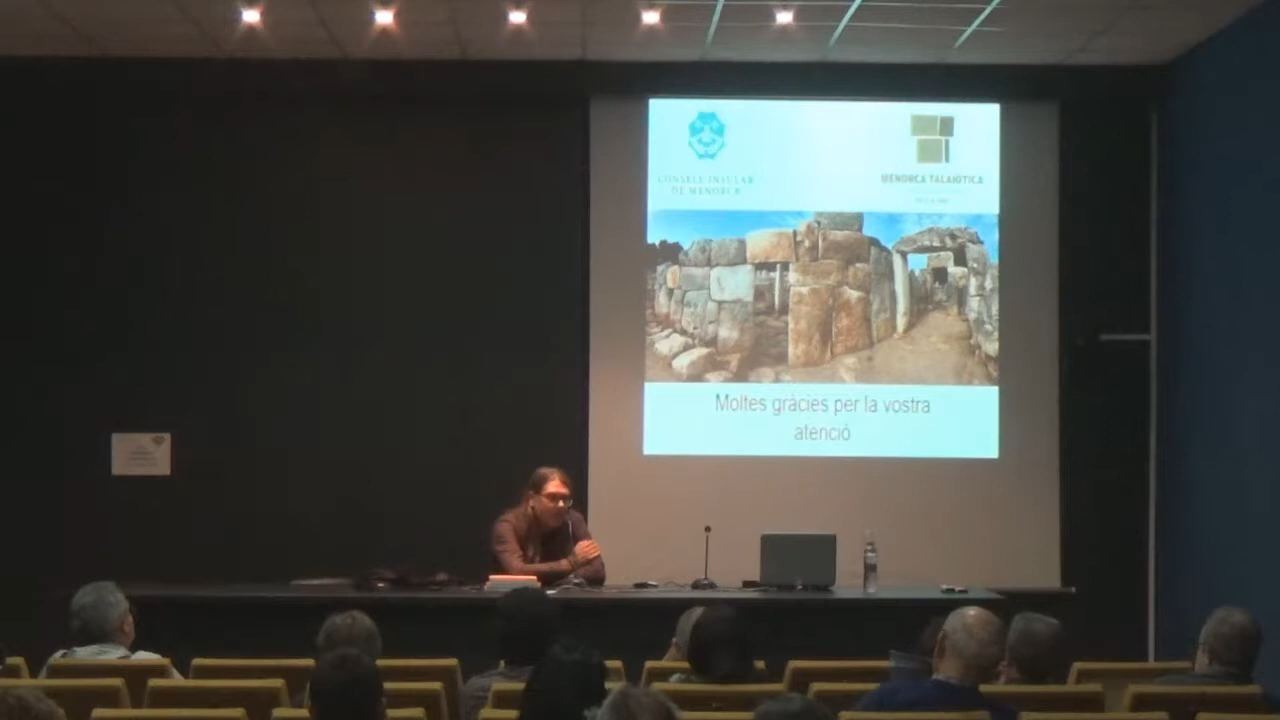 CONSELL INSULAR
DE MENORCA
MENORCA TALAIÒTICA
Moltes gràcies per la vostra
atenció